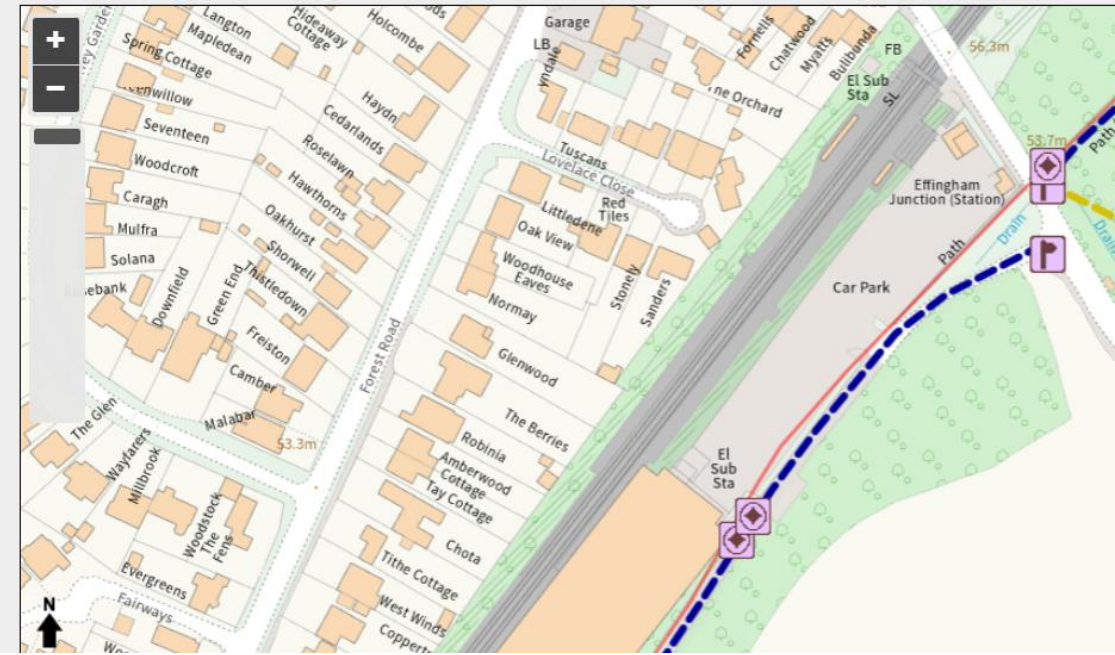 +
−
Langton
Mapledean
Spring Cottage
Hideaway
Cottage
Holcombe
Garage
LB
Fornells
Chatwood
Myatts
Bulbunda
FB
56.3m
El Sub
Sta
SL
Seventeen
Woodcroft
Caragh
Mulfra
Solana
Haydn
Cedarlands
Roselawn
Hawthorns
Oakhurst
Shorwell
Thistledown
Green End
Downfield
Freiston
Camber
Malabar
53.3m
Forest Road
Tuscans
Lovelace Close
Littledene
Red
Tiles
Oak View
Woodhouse
Eaves
Normay
Stonely
Sanders
Glenwood
The Berries
Robinia
Amberwood
Cottage
Tay Cottage
Chota
Tithe Cottage
West Winds
Effingham
Junction (Station)
53.7m
Path
Drain
Path
Car Park
El
Sub
Sta
The Glen
Wayfarers
Millbrook
Woodstock
The
Fens
Evergreens
Fairways
N